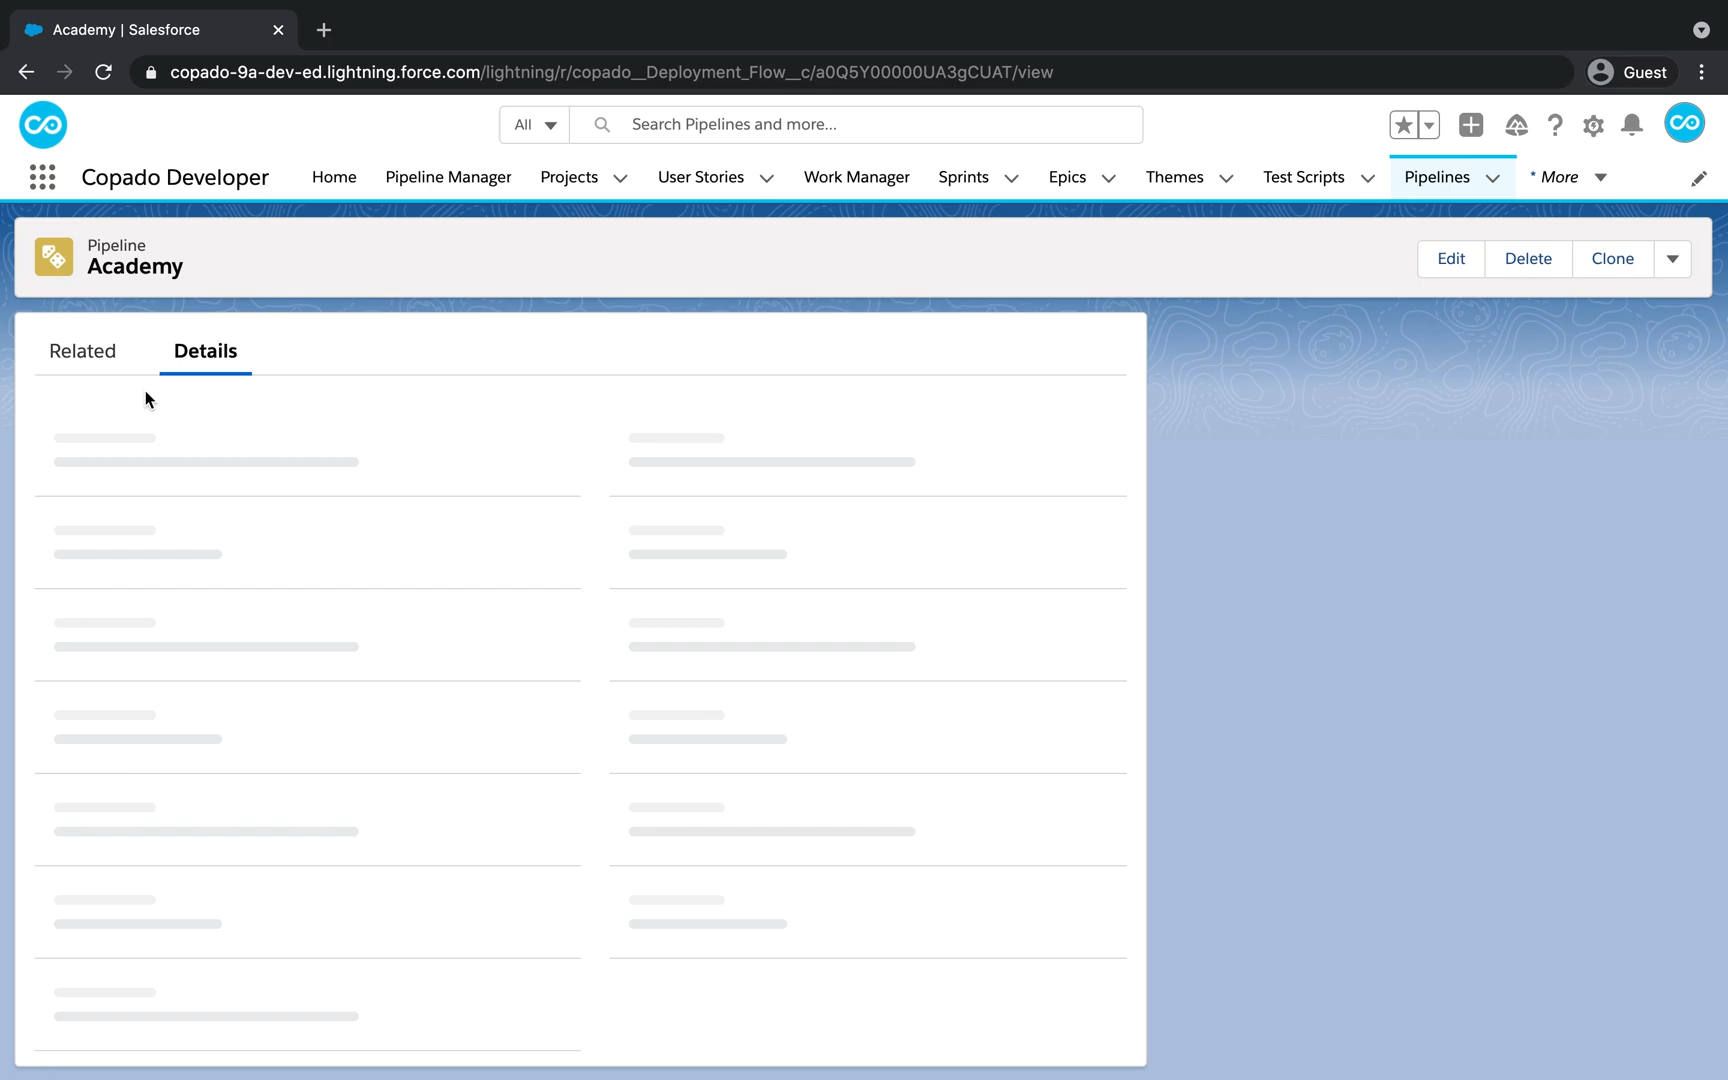 Academy | Salesforce
copado-9a-dev-ed.lightning.force.com/lightning/r/copado__Deployment_Flow__c/a0Q5Y00000UA3gCUAT/view
Guest
All
Search Pipelines and more...
Copado Developer
Home
Pipeline Manager
Projects
User Stories
Work Manager
Sprints
Epics
Themes
Test Scripts
Pipelines
* More
Pipeline
Academy
Edit
Delete
Clone
Related
Details